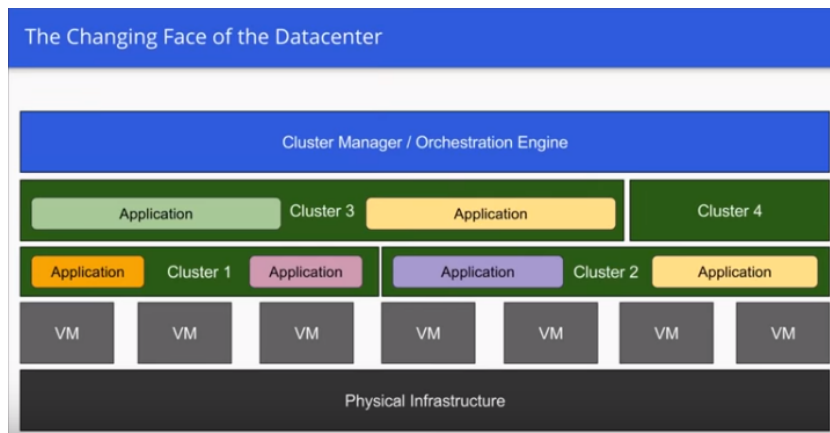 The Changing Face of the Datacenter
Cluster Manager / Orchestration Engine
Application Cluster 3 Application Cluster 4
Application Cluster 1 Application Application Cluster 2 Application
VM VM VM VM VM VM VM
Physical Infrastructure